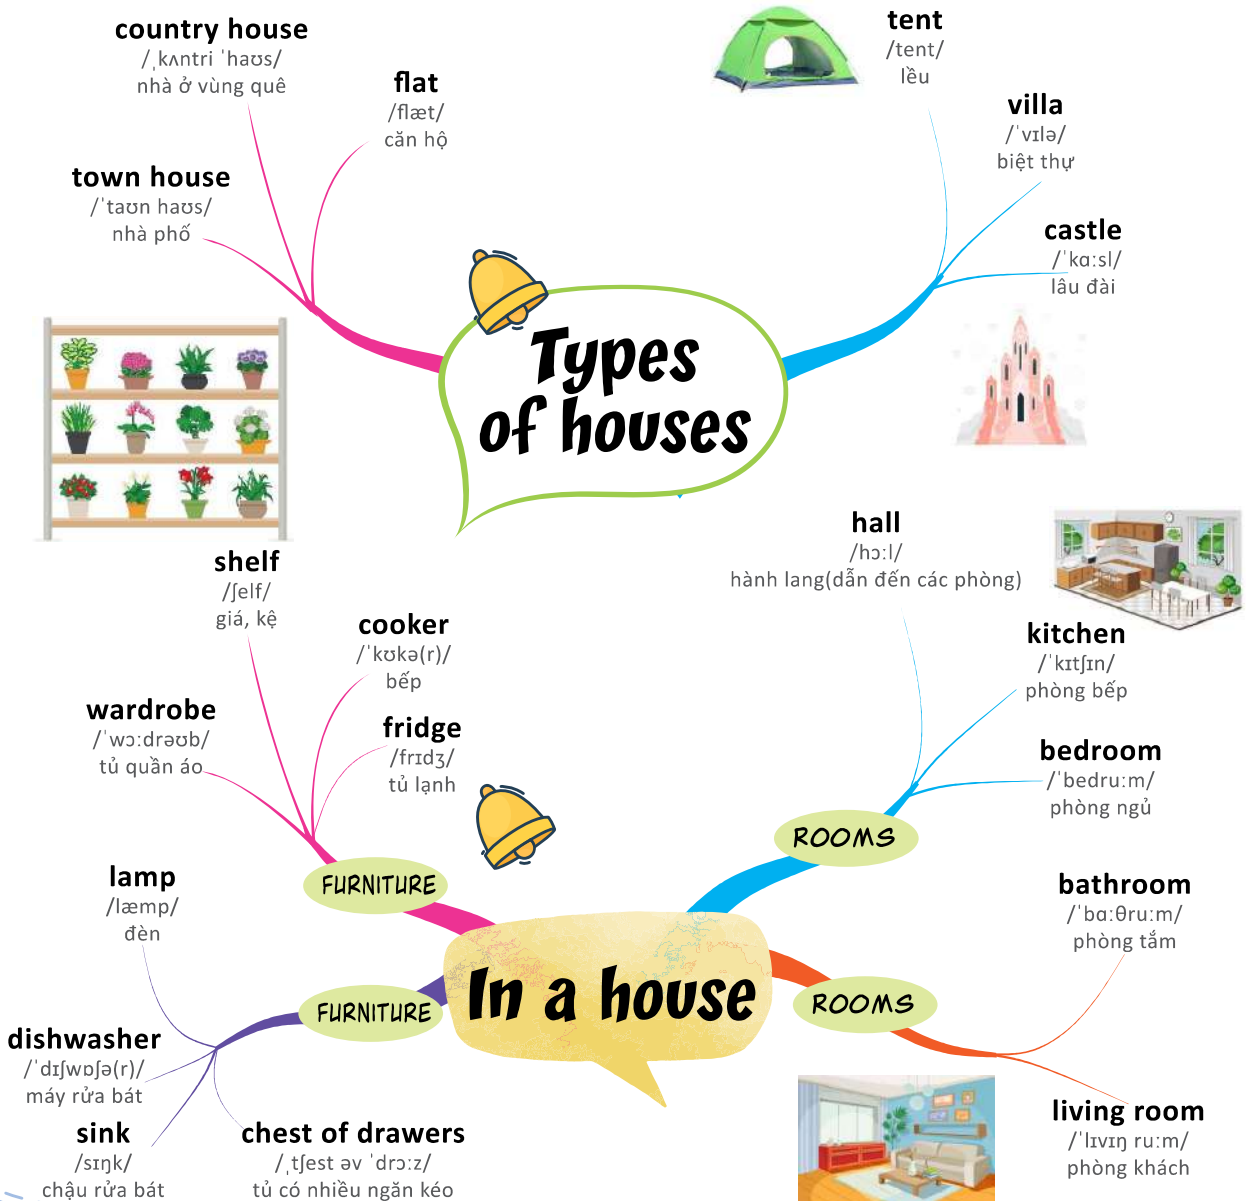 country house
/ˌkʌntri ˈhaʊs/
nhà ở vùng quê
flat
/flæt/
căn hộ
town house
/ˈtaʊn haʊs/
nhà phố
tent
/tent/
lều
villa
/ˈvɪlə/
biệt thự
castle
/ˈkɑːsl/
lâu đài
Types
of houses
shelf
/ʃelf/
giá, kệ
cooker
/ˈkʊkə(r)/
bếp
wardrobe
/ˈwɔːdrəʊb/
tủ quần áo
fridge
/frɪdʒ/
tủ lạnh
FURNITURE
hall
/hɔːl/
hành lang(dẫn đến các phòng)
kitchen
/ˈkɪtʃɪn/
phòng bếp
bedroom
/ˈbedruːm/
phòng ngủ
ROOMS
In a house
lamp
/læmp/
đèn
FURNITURE
dishwasher
/ˈdɪʃwɒʃə(r)/
máy rửa bát
sink
/sɪŋk/
chậu rửa bát
chest of drawers
/ˌtʃest əv ˈdrɔːz/
tủ có nhiều ngăn kéo
bathroom
/ˈbɑːθruːm/
phòng tắm
ROOMS
living room
/ˈlɪvɪŋ ruːm/
phòng khách